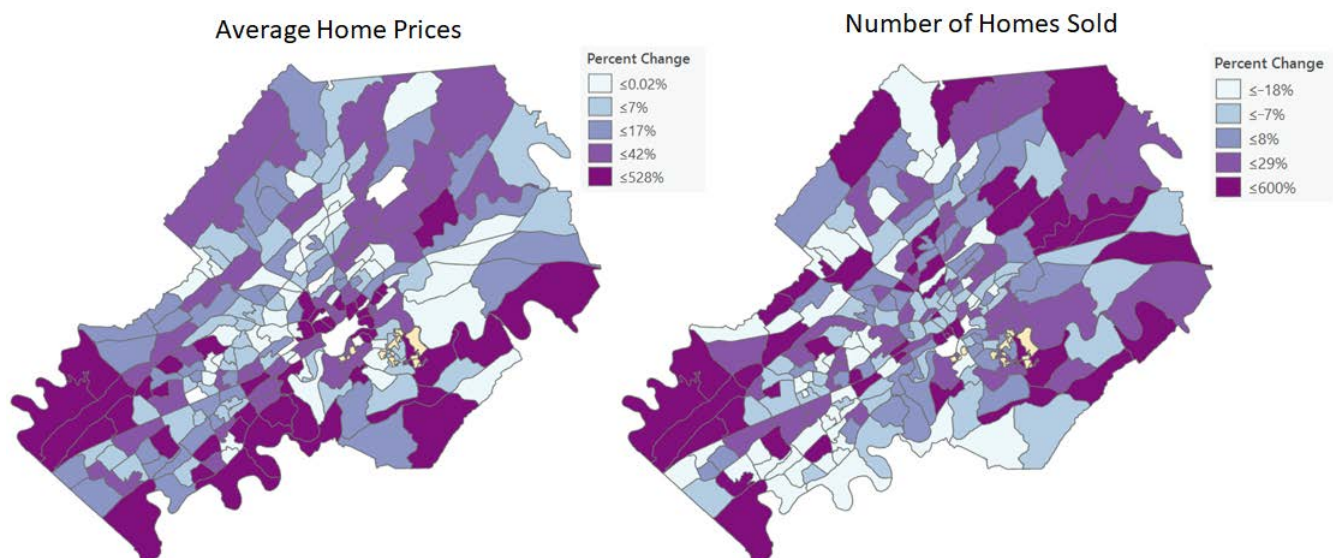 Average Home Prices
Percent Change
≤0.02%
≤7%
≤17%
≤42%
≤528%
Number of Homes Sold
Percent Change
≤-18%
≤-7%
≤8%
≤29%
≤600%